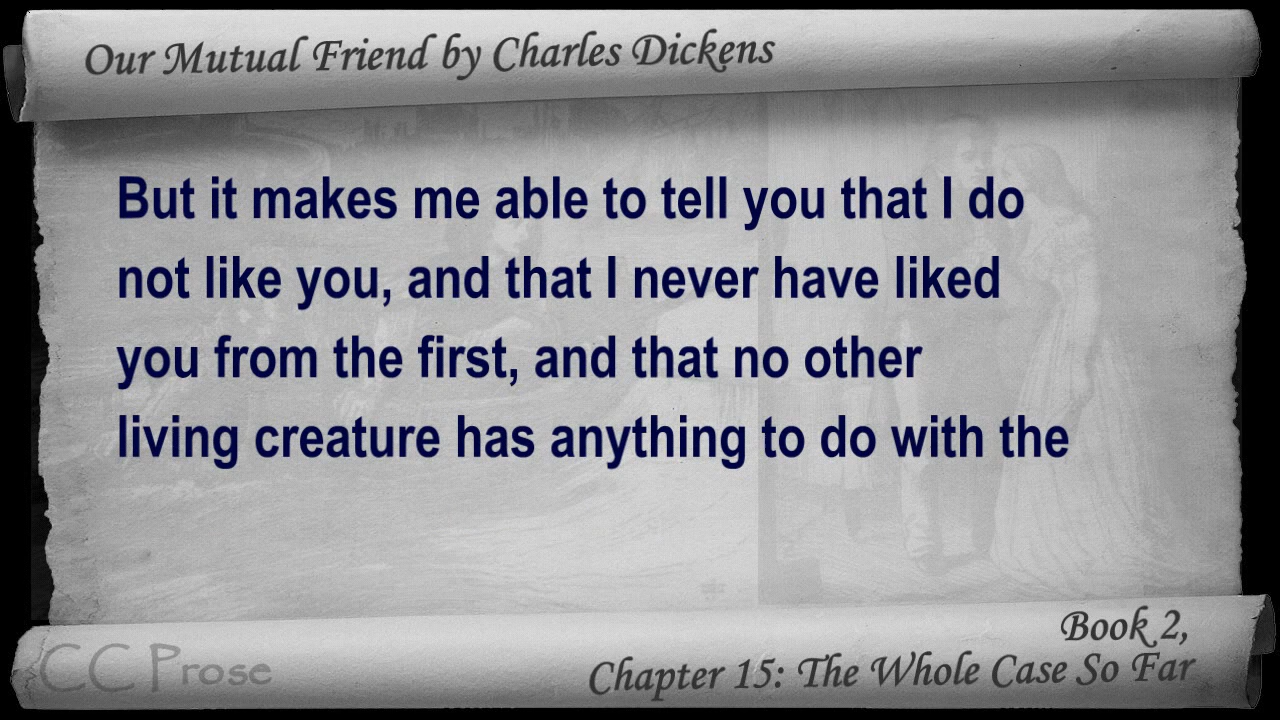 Our Mutual Friend by Charles Dickens
But it makes me able to tell you that I do
not like you, and that I never have liked
you from the first, and that no other
living creature has anything to do with the
Book 2,
CC Prose
Chapter 15: The Whole Case So Far